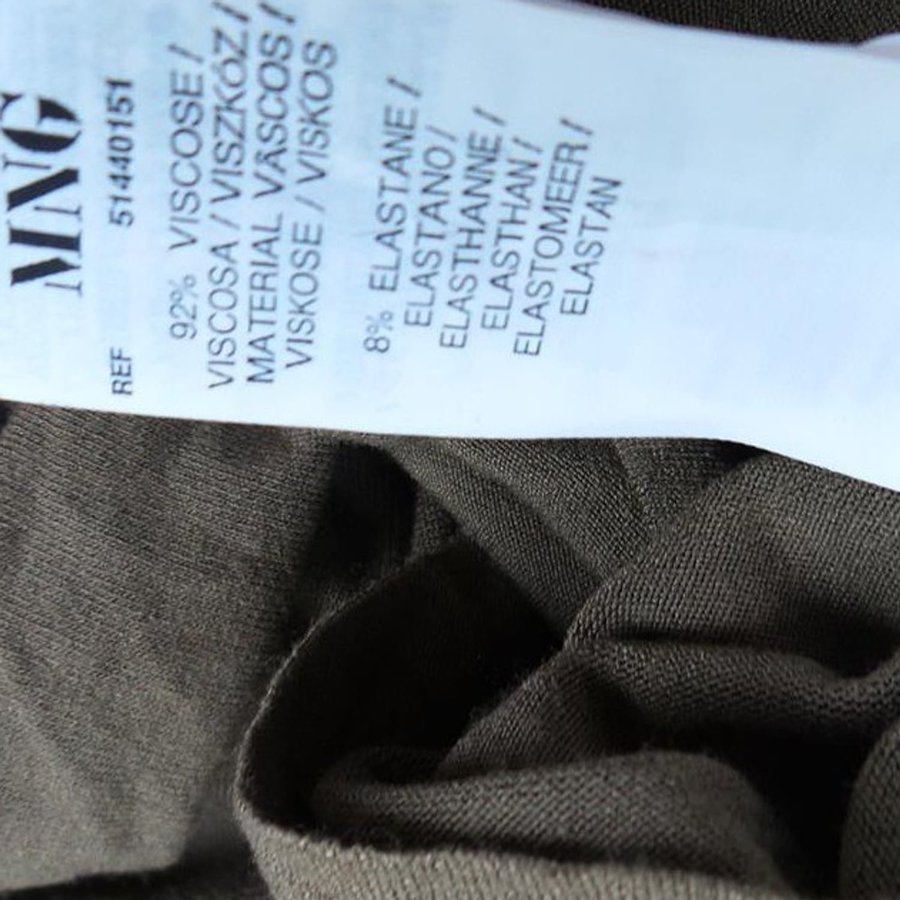 MNG
REF 51440151
92% VISCOSE /
VISCOSA / VISZKÓZ /
MATERIAL VÂSCOS /
VISKOSE / VISKOS
8% ELASTANE /
ELASTANO /
ELASTHANNE /
ELASTHAN /
ELASTOMEER /
ELASTAN